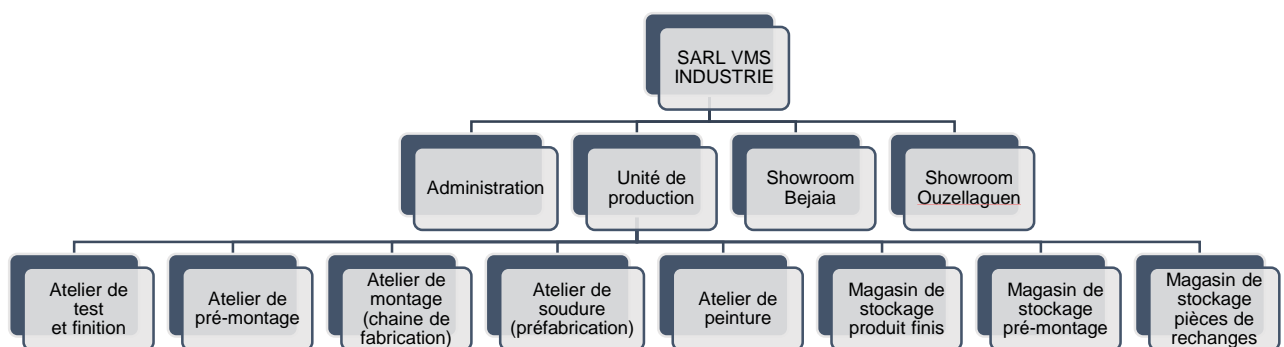 SARL VMS
INDUSTRIE
Administration
Unité de
production
Showroom
Bejaia
Showroom
Ouzellaguen
Atelier de
test
et finition
Atelier de
pré-montage
Atelier de
montage
(chaine de
fabrication)
Atelier de
soudure
(préfabrication)
Atelier de
peinture
Magasin de
stockage
produit finis
Magasin de
stockage
pré-montage
Magasin de
stockage
pièces de
rechanges